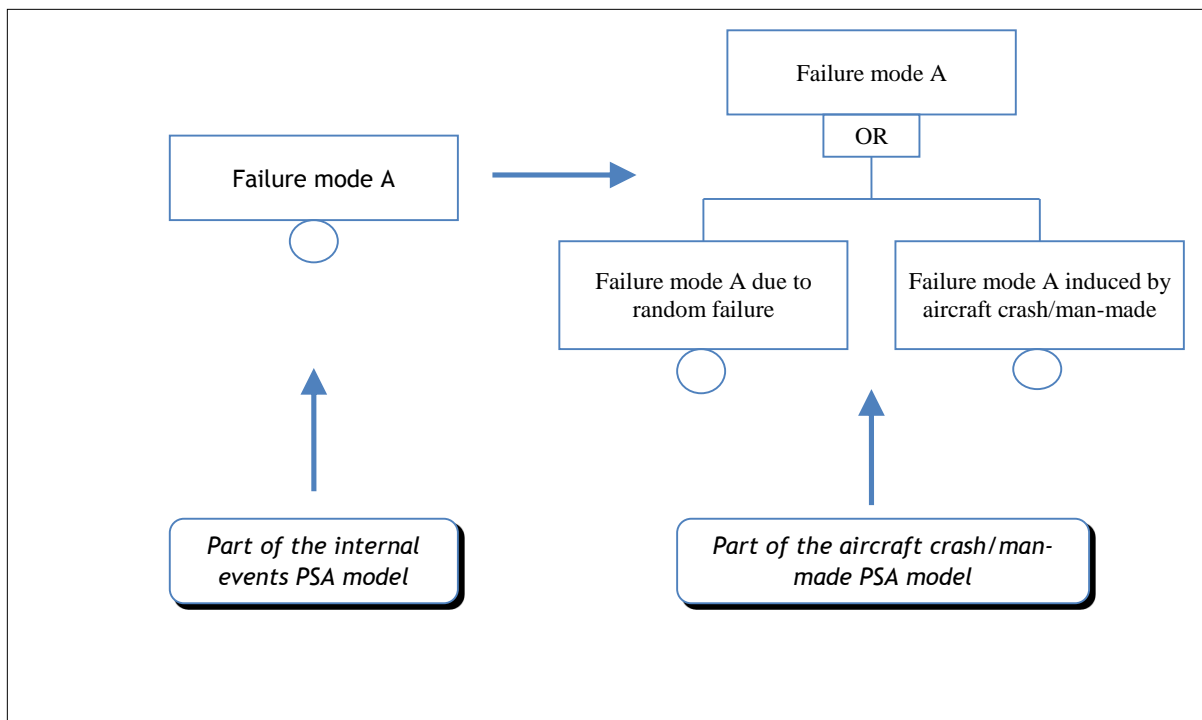 Failure mode A
Failure mode A
OR
Failure mode A due to
random failure
Failure mode A induced by
aircraft crash/man-made
Part of the internal
events PSA model
Part of the aircraft crash/man-
made PSA model